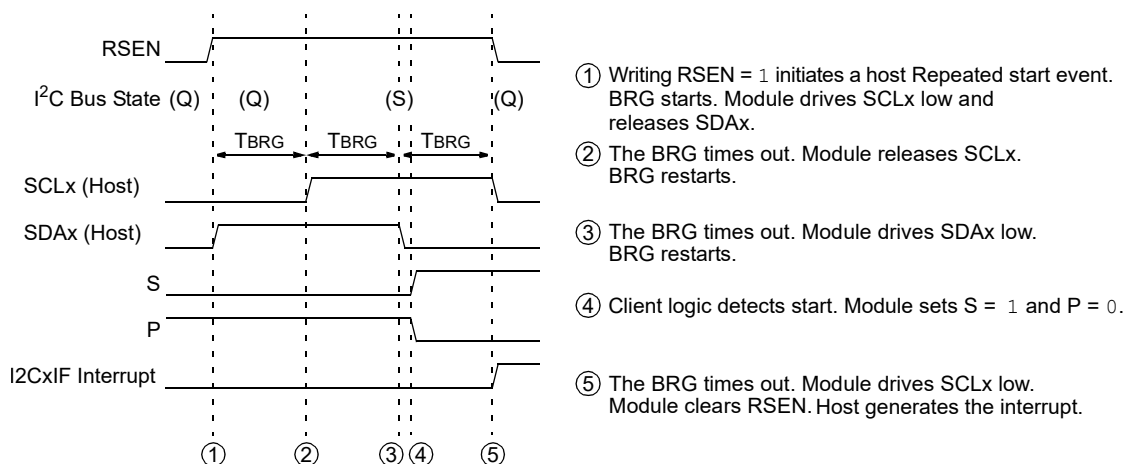 RSEN
I²C Bus State (Q) (Q) (S) (Q)
TBRG TBRG TBRG
SCLx (Host)
SDAx (Host)
S
P
I2CxIF Interrupt
1 2 3 4 5
1 Writing RSEN = 1 initiates a host Repeated start event.
BRG starts. Module drives SCLx low and
releases SDAx.
2 The BRG times out. Module releases SCLx.
BRG restarts.
3 The BRG times out. Module drives SDAx low.
BRG restarts.
4 Client logic detects start. Module sets S = 1 and P = 0.
5 The BRG times out. Module drives SCLx low.
Module clears RSEN. Host generates the interrupt.